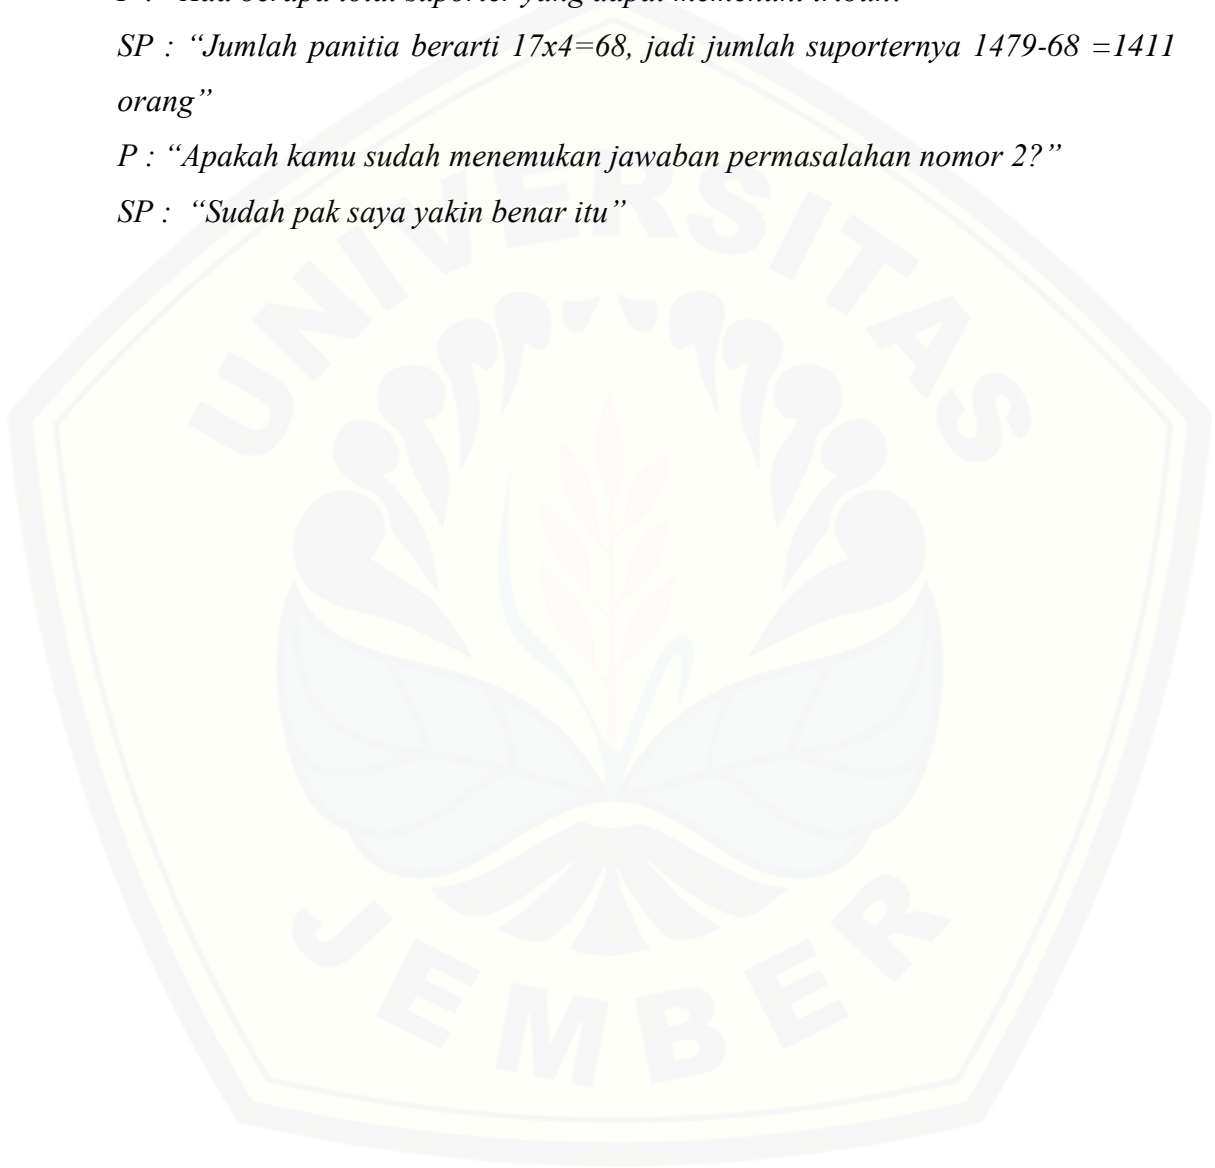 SP : “Jumlah panitia berarti 17x4=68, jadi jumlah suporternya 1479-68 =1411
orang”
P : “Apakah kamu sudah menemukan jawaban permasalahan nomor 2?”
SP : “Sudah pak saya yakin benar itu”
UNIVERSITAS
JEMBER